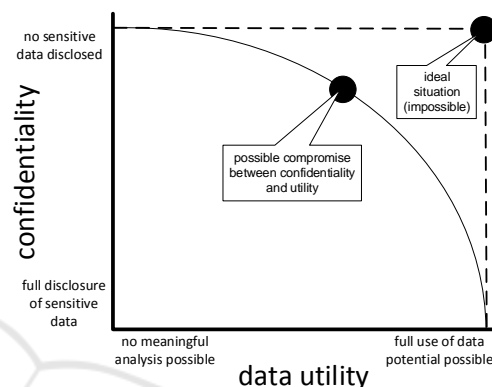 no sensitive
data disclosed
ideal
situation
(impossible)
possible compromise
between confidentiality
and utility
confidentiality
full disclosure
of sensitive
data
no meaningful
analysis possible
full use of data
potential possible
data utility